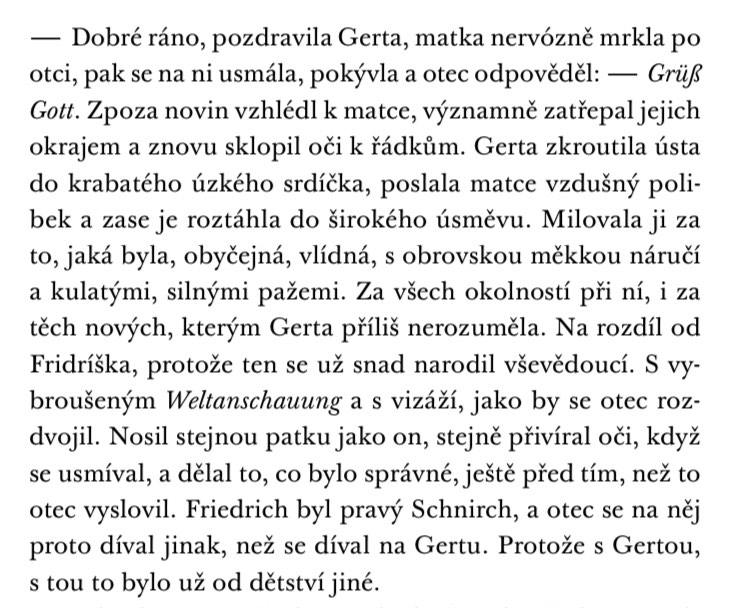 — Dobré ráno, pozdravila Gerta, matka nervózně mrkla po
otci, pak se na ni usmála, pokývla a otec odpověděl: — Grüß
Gott. Zpoza novin vzhlédl k matce, významně zatřepal jejich
okrajem a znovu sklopil oči k řádkům. Gerta zkroutila ústa
do krabatého úzkého srdíčka, poslala matce vzdušný poli-
bek a zase je roztáhla do širokého úsměvu. Milovala ji za
to, jaká byla, obyčejná, vlídná, s obrovskou měkkou náručí
a kulatými, silnými pažemi. Za všech okolností při ní, i za
těch nových, kterým Gerta příliš nerozuměla. Na rozdíl od
Fridríška, protože ten se už snad narodil vševědoucí. S vy-
broušeným Weltanschauung a s vizáží, jako by se otec roz-
dvojil. Nosil stejnou patku jako on, stejně přivíral oči, když
se usmíval, a dělal to, co bylo správné, ještě před tím, než to
otec vyslovil. Friedrich byl pravý Schnirch, a otec se na něj
proto díval jinak, než se díval na Gertu. Protože s Gertou,
s tou to bylo už od dětství jiné.